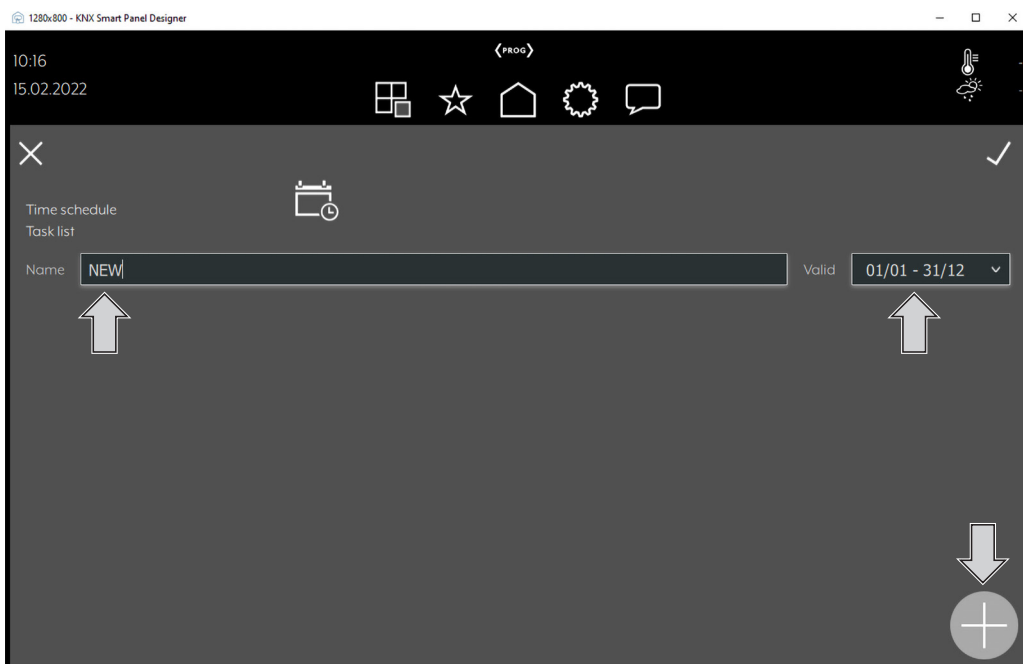 1280x800 - KNX Smart Panel Designer
10:16
15.02.2022
PROG
Time schedule
Task list
Name NEW Valid 01/01 - 31/12